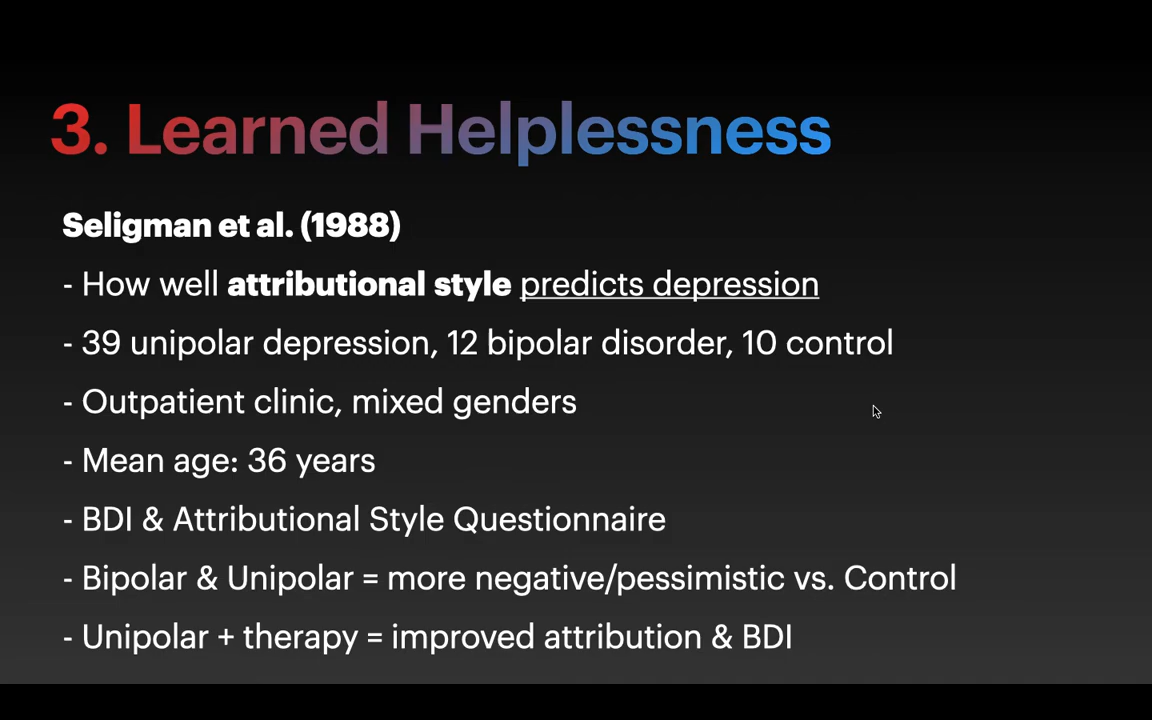 3. Learned Helplessness
Seligman et al. (1988)
- How well attributional style predicts depression
- 39 unipolar depression, 12 bipolar disorder, 10 control
- Outpatient clinic, mixed genders
- Mean age: 36 years
- BDI & Attributional Style Questionnaire
- Bipolar & Unipolar = more negative/pessimistic vs. Control
- Unipolar + therapy = improved attribution & BDI